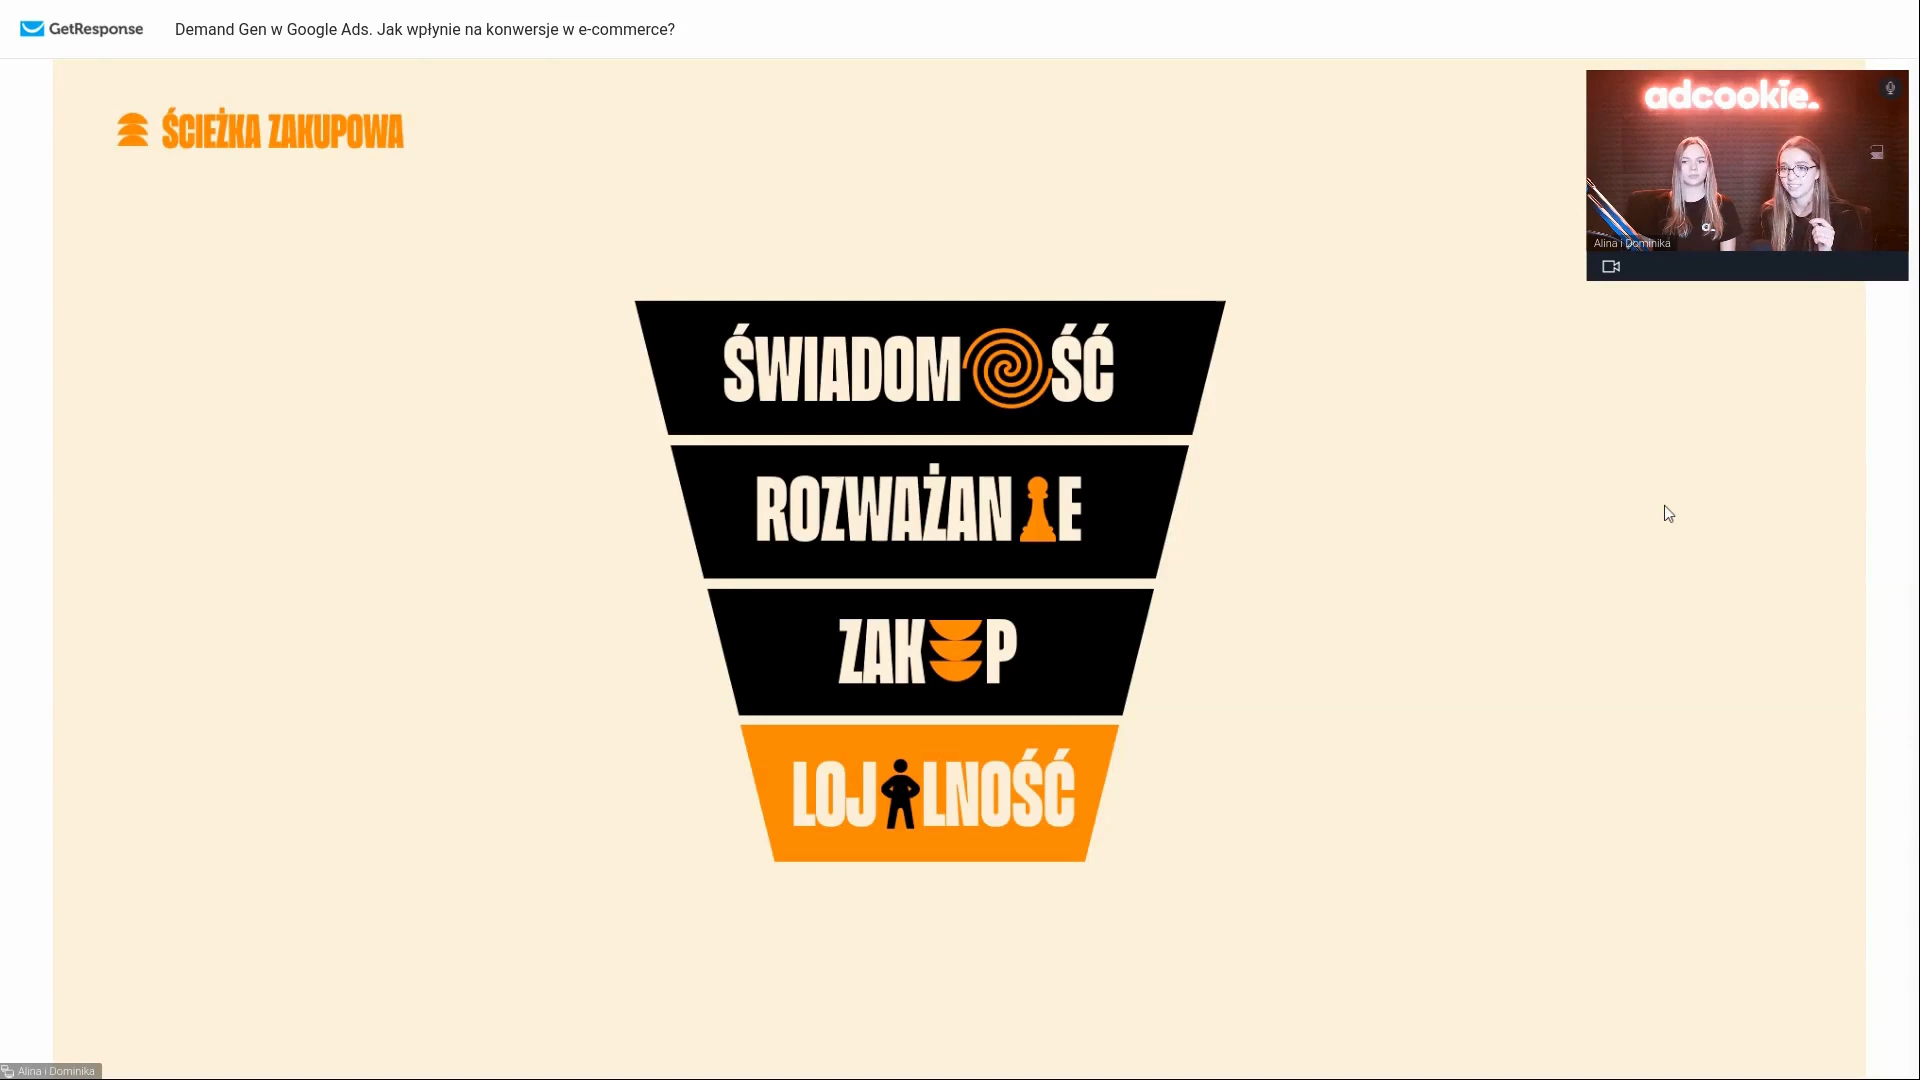 GetResponse
Demand Gen w Google Ads. Jak wpłynie na konwersje w e-commerce?
ŚCIEŻKA ZAKUPOWA
adcookie.
a.
Alina i Dominika
ŚWIADOMOŚĆ
ROZWAŻANIE
ZAKUP
LOJALNOŚĆ
Alina i Dominika